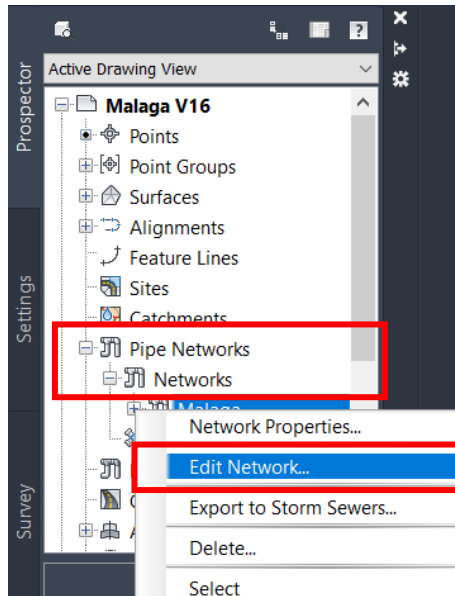 Active Drawing View
Prospector
Settings
Survey
Malaga V16
Points
Point Groups
Surfaces
Alignments
Feature Lines
Sites
Catchments
Pipe Networks
Networks
Malaga
Network Properties...
Edit Network...
Export to Storm Sewers...
Delete...
Select